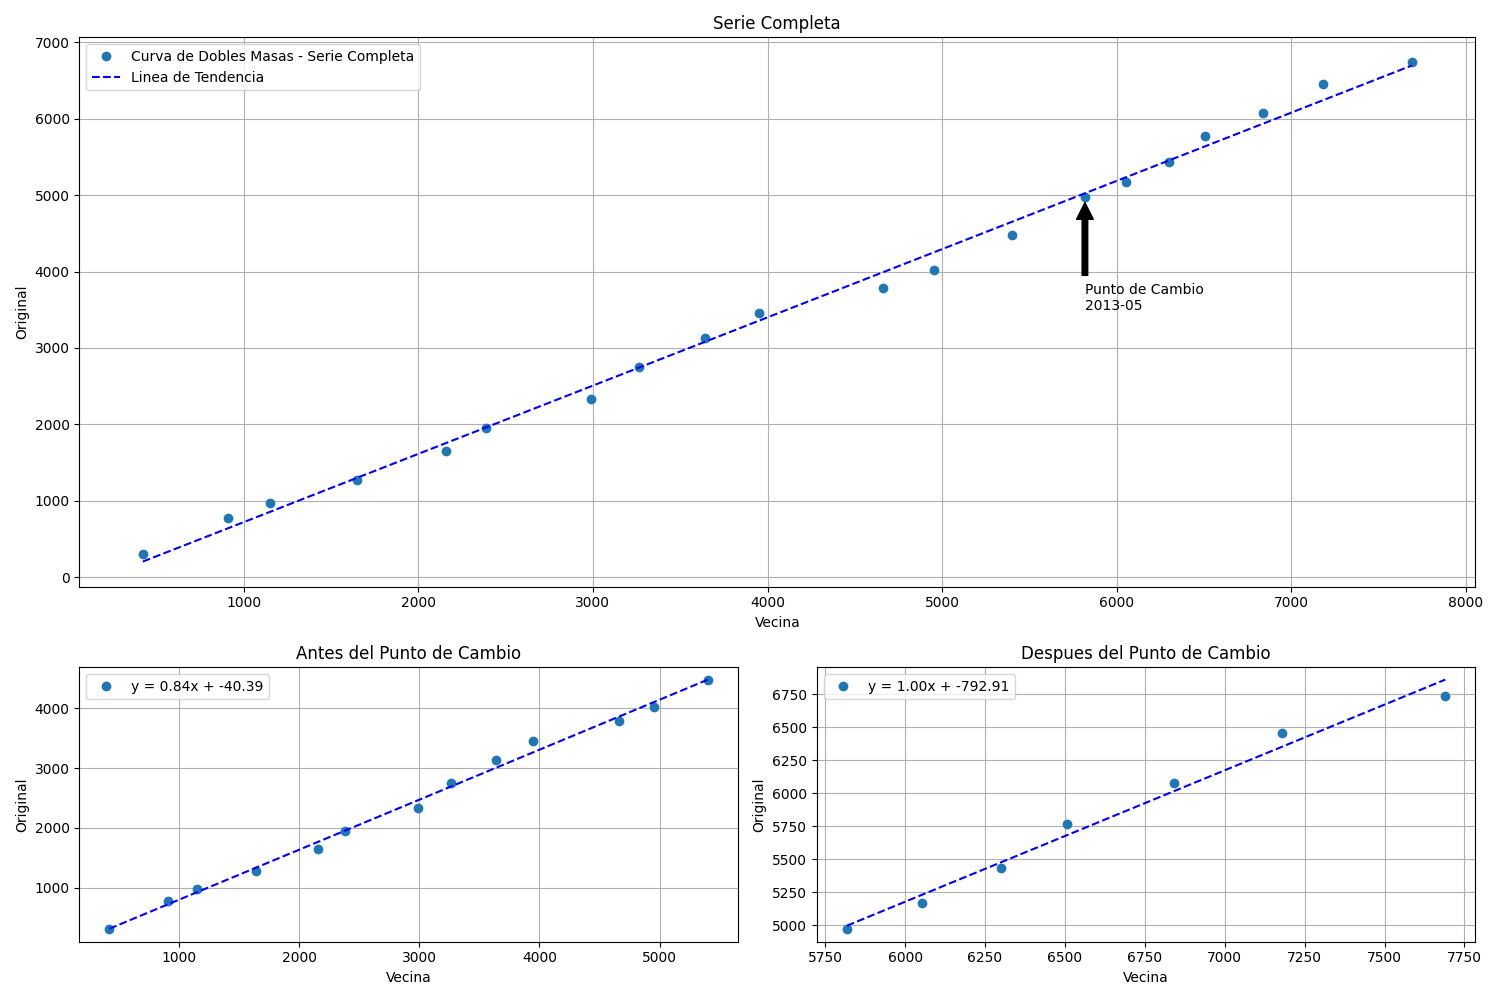 Serie Completa
Curva de Dobles Masas - Serie Completa
Linea de Tendencia
7000
6000
5000
4000
3000
2000
1000
0
Original
Punto de Cambio
2013-05
1000 2000 3000 4000 5000 6000 7000 8000
Vecina
Antes del Punto de Cambio
y = 0.84x + -40.39
4000
3000
2000
1000
Original
1000 2000 3000 4000 5000
Vecina
Despues del Punto de Cambio
y = 1.00x + -792.91
6750
6500
6250
6000
5750
5500
5250
5000
Original
5750 6000 6250 6500 6750 7000 7250 7500 7750
Vecina